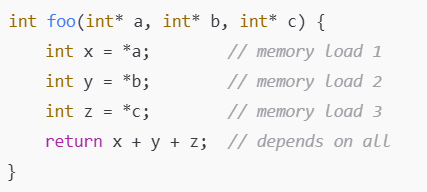 int foo(int* a, int* b, int* c) {
    int x = *a;        // memory load 1
    int y = *b;        // memory load 2
    int z = *c;        // memory load 3
    return x + y + z;  // depends on all
}